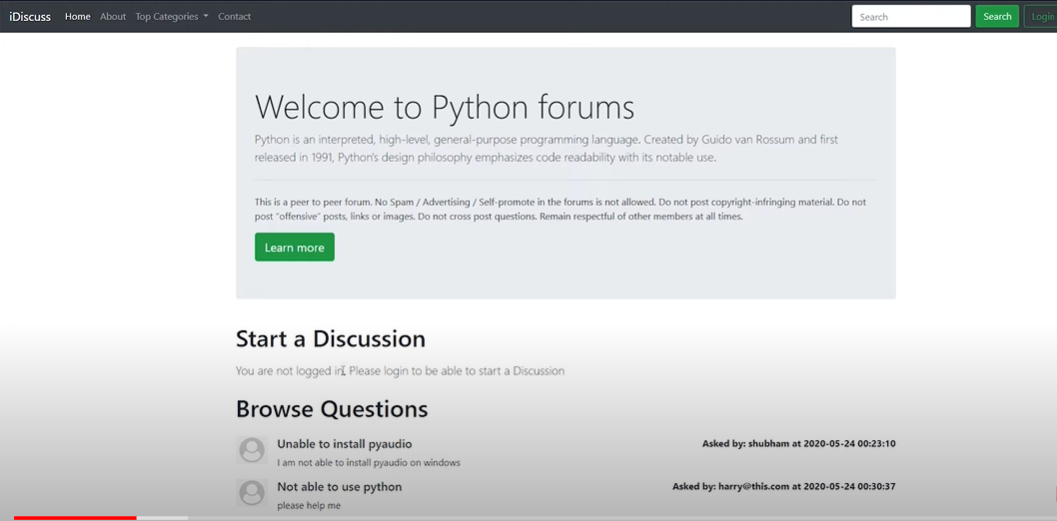 iDiscuss Home About Top Categories Contact Search Search Login
Welcome to Python forums
Python is an interpreted, high-level, general-purpose programming language. Created by Guido van Rossum and first
released in 1991, Python's design philosophy emphasizes code readability with its notable use.
This is a peer to peer forum. No Spam / Advertising / Self-promote in the forums is not allowed. Do not post copyright-infringing material. Do not
post "offensive" posts, links or images. Do not cross post questions. Remain respectful of other members at all times.
Learn more
Start a Discussion
You are not logged in. Please login to be able to start a Discussion
Browse Questions
Unable to install pyaudio Asked by: shubham at 2020-05-24 00:23:10
I am not able to install pyaudio on windows
Not able to use python Asked by: harry@this.com at 2020-05-24 00:30:37
please help me